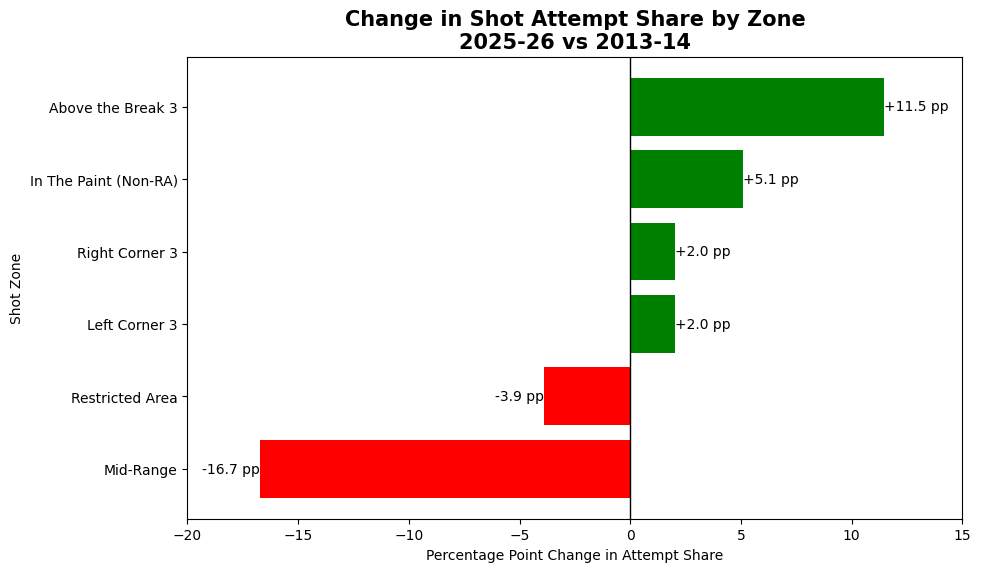 Change in Shot Attempt Share by Zone
2025-26 vs 2013-14
Shot Zone
Above the Break 3
+11.5 pp
In The Paint (Non-RA)
+5.1 pp
Right Corner 3
+2.0 pp
Left Corner 3
+2.0 pp
Restricted Area
-3.9 pp
Mid-Range
-16.7 pp
−20 −15 −10 −5 0 5 10 15
Percentage Point Change in Attempt Share